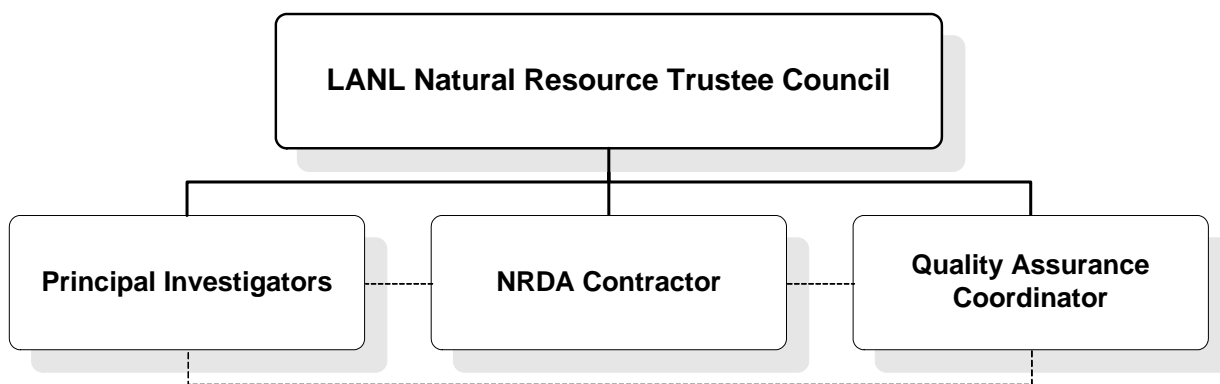 LANL Natural Resource Trustee Council
Principal Investigators
NRDA Contractor
Quality Assurance
Coordinator